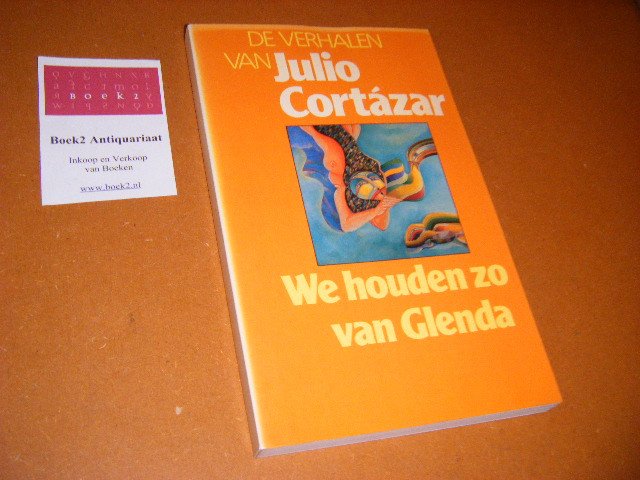 BOEK2
Boek2 Antiquariaat
Inkoop en Verkoop
van Boeken
www.boek2.nl
DE VERHALEN
VAN Julio
Cortázar
We houden zo
van Glenda